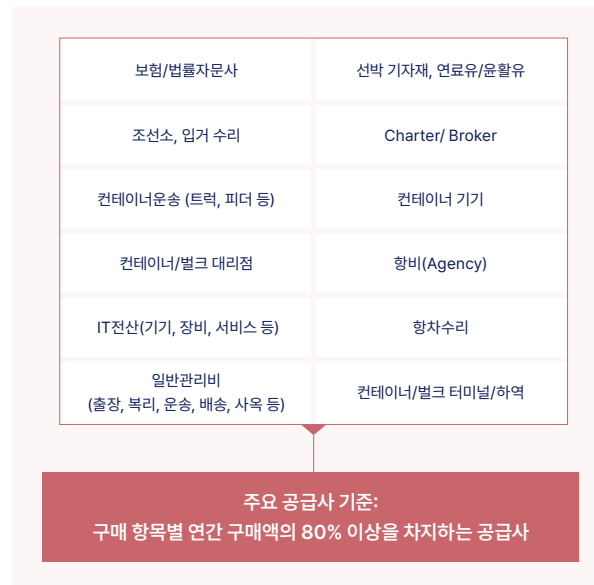 보험/법률자문사
선박 기자재, 연료유/윤활유
조선소, 입거 수리
Charter/ Broker
컨테이너운송 (트럭, 피더 등)
컨테이너 기기
컨테이너/벌크 대리점
항비(Agency)
IT전산(기기, 장비, 서비스 등)
항차수리
일반관리비
(출장, 복리, 운송, 배송, 사옥 등)
컨테이너/벌크 터미널/하역
주요 공급사 기준:
구매 항목별 연간 구매액의 80% 이상을 차지하는 공급사